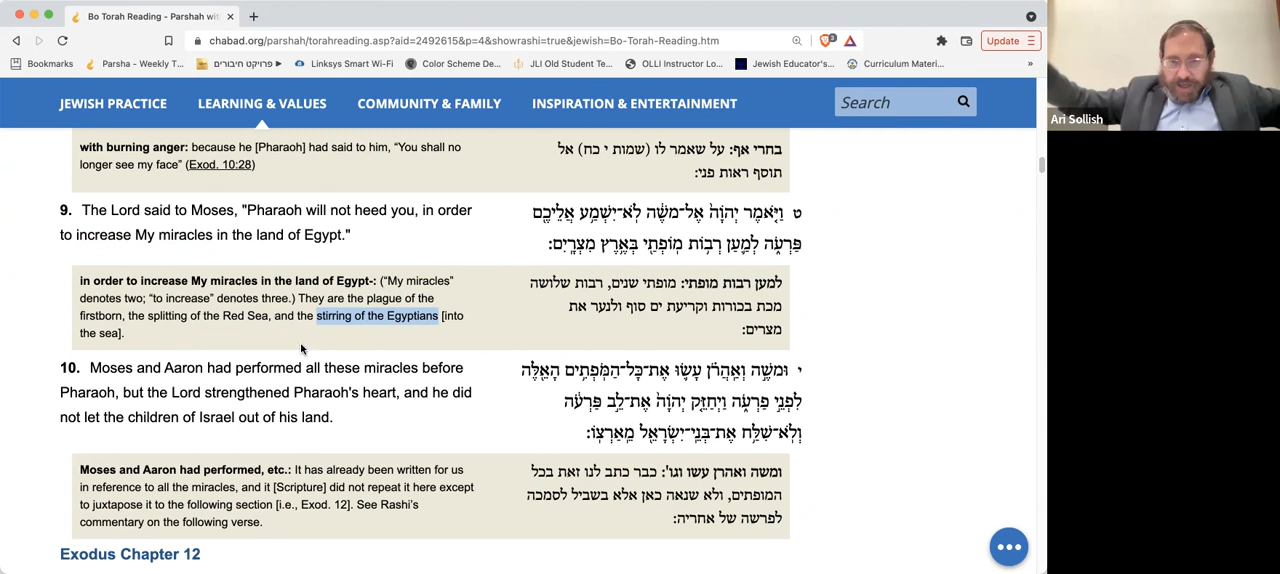 Bo Torah Reading - Parshah wit
chabad.org/parshah/torahreading.asp?aid=2492615&p=4&showrashi=true&jewish=Bo-Torah-Reading.htm
Update
Bookmarks
Parsha - Weekly T...
פרויקט חיבורים
Linksys Smart Wi-Fi
Color Scheme De...
JLI Old Student Te...
OLLI Instructor Lo...
Jewish Educator's...
Curriculum Materi...
JEWISH PRACTICE
LEARNING & VALUES
COMMUNITY & FAMILY
INSPIRATION & ENTERTAINMENT
Search
Ari Sollish
with burning anger: because he [Pharaoh] had said to him, “You shall no
longer see my face” (Exod. 10:28)
בחרי אף: על שאמר לו (שמות י כח) אל
תוסף ראות פני:
9. The Lord said to Moses, "Pharaoh will not heed you, in order
to increase My miracles in the land of Egypt."
ט וַיֹּ֤אמֶר יְהֹוָה֙ אֶל־משֶׁ֔ה לֹֽא־יִשְׁמַ֥ע אֲלֵיכֶ֖ם
פַּרְעֹ֑ה לְמַ֛עַן רְב֥וֹת מֽוֹפְתַ֖י בְּאֶ֥רֶץ מִצְרָֽיִם:
in order to increase My miracles in the land of Egypt-: (“My miracles”
denotes two; “to increase” denotes three.) They are the plague of the
firstborn, the splitting of the Red Sea, and the stirring of the Egyptians [into
the sea].
למען רבות מופתי: מופתי שנים, רבות שלושה
מכת בכורות וקריעת ים סוף ולנער את
מצרים:
10. Moses and Aaron had performed all these miracles before
Pharaoh, but the Lord strengthened Pharaoh's heart, and he did
not let the children of Israel out of his land.
י וּמשֶׁ֣ה וְאַֽהֲרֹ֗ן עָשׂ֛וּ אֶת־כָּל־הַמֹּֽפְתִ֥ים הָאֵ֖לֶּה
לִפְנֵ֣י פַרְעֹ֑ה וַיְחַזֵּ֤ק יְהֹוָה֙ אֶת־לֵ֣ב פַּרְעֹ֔ה
וְלֹֽא־שִׁלַּ֥ח אֶת־בְּנֵֽי־יִשְׂרָאֵ֖ל מֵֽאַרְצֽוֹ:
Moses and Aaron had performed, etc.: It has already been written for us
in reference to all the miracles, and it [Scripture] did not repeat it here except
to juxtapose it to the following section [i.e., Exod. 12]. See Rashi’s
commentary on the following verse.
ומשה ואהרן עשו וגו': כבר כתב לנו זאת בכל
המופתים, ולא שנאה כאן אלא בשביל לסמכה
לפרשה של אחריה:
Exodus Chapter 12